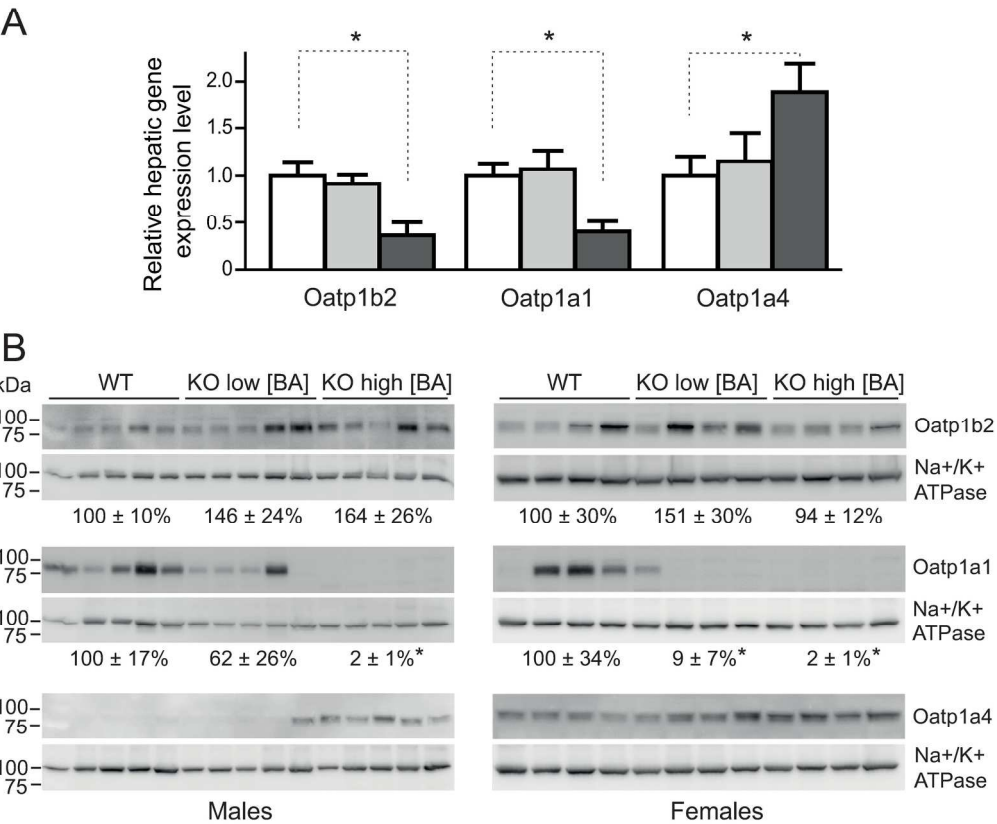 A
Relative hepatic gene
expression level
* * *
2.0
1.5
1.0
0.5
0
Oatp1b2 Oatp1a1 Oatp1a4
B
kDa WT KO low [BA] KO high [BA] WT KO low [BA] KO high [BA]
100
75
Oatp1b2
100
75
Na+/K+
ATPase
100 ± 10% 146 ± 24% 164 ± 26% 100 ± 30% 151 ± 30% 94 ± 12%
100
75
Oatp1a1
100
75
Na+/K+
ATPase
100 ± 17% 62 ± 26% 2 ± 1%* 100 ± 34% 9 ± 7%* 2 ± 1%*
100
75
Oatp1a4
100
75
Na+/K+
ATPase
Males Females